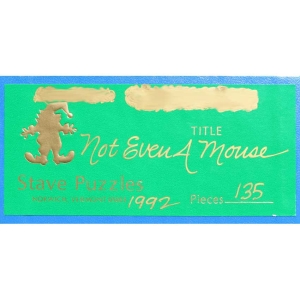 TITLE
Not Even A Mouse
Stave Puzzles
1992 Pieces 135